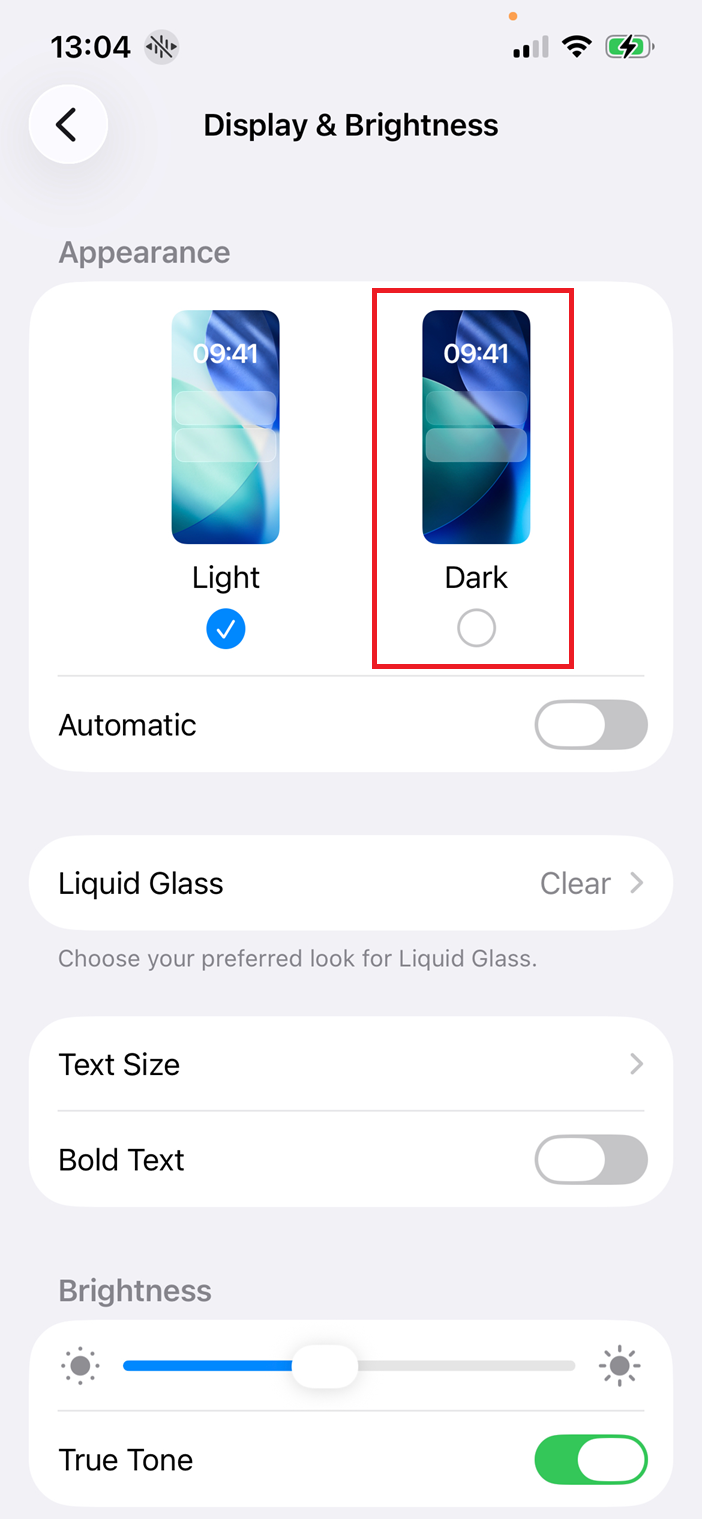 13:04
Display & Brightness
Appearance
09:41 09:41
Light Dark
Automatic
Liquid Glass Clear
Choose your preferred look for Liquid Glass.
Text Size
Bold Text
Brightness
True Tone